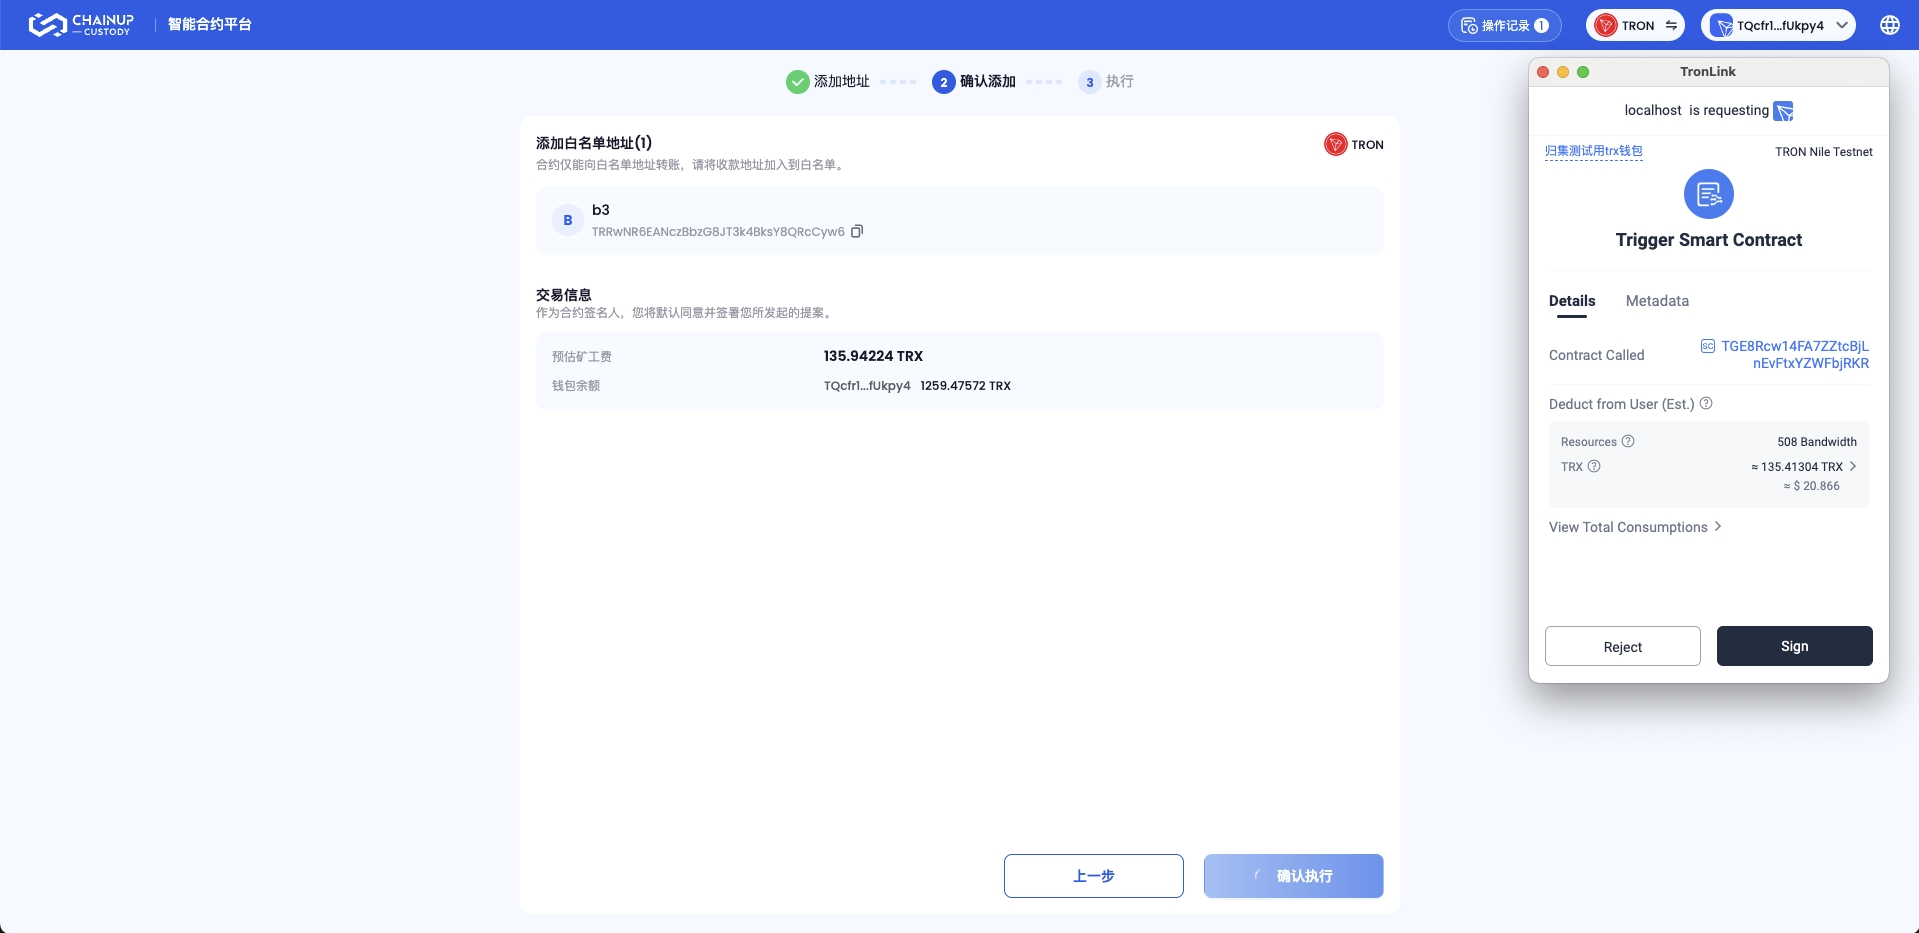 CHAINUP
CUSTODY
智能合约平台
操作记录 1
TRON
TQcfr1...fUkpy4
添加地址
2 确认添加
3 执行
添加白名单地址(1)
TRON
合约仅能向白名单地址转账，请将收款地址加入到白名单。
B
b3
TRRwNR6EANczBbzG8JT3k4BksY8QRcCyw6
交易信息
作为合约签名人，您将默认同意并签署您所发起的提案。
预估矿工费 135.94224 TRX
钱包余额 TQcfr1...fUkpy4 1259.47572 TRX
上一步
确认执行
TronLink
localhost is requesting
归集测试用trx钱包
TRON Nile Testnet
Trigger Smart Contract
Details Metadata
Contract Called
SC TGE8Rcw14FA7ZZtcBjL
nEvFtxYZWFbjRKR
Deduct from User (Est.) ?
Resources ? 508 Bandwidth
TRX ? ≈ 135.41304 TRX
≈ $ 20.866
View Total Consumptions
Reject
Sign